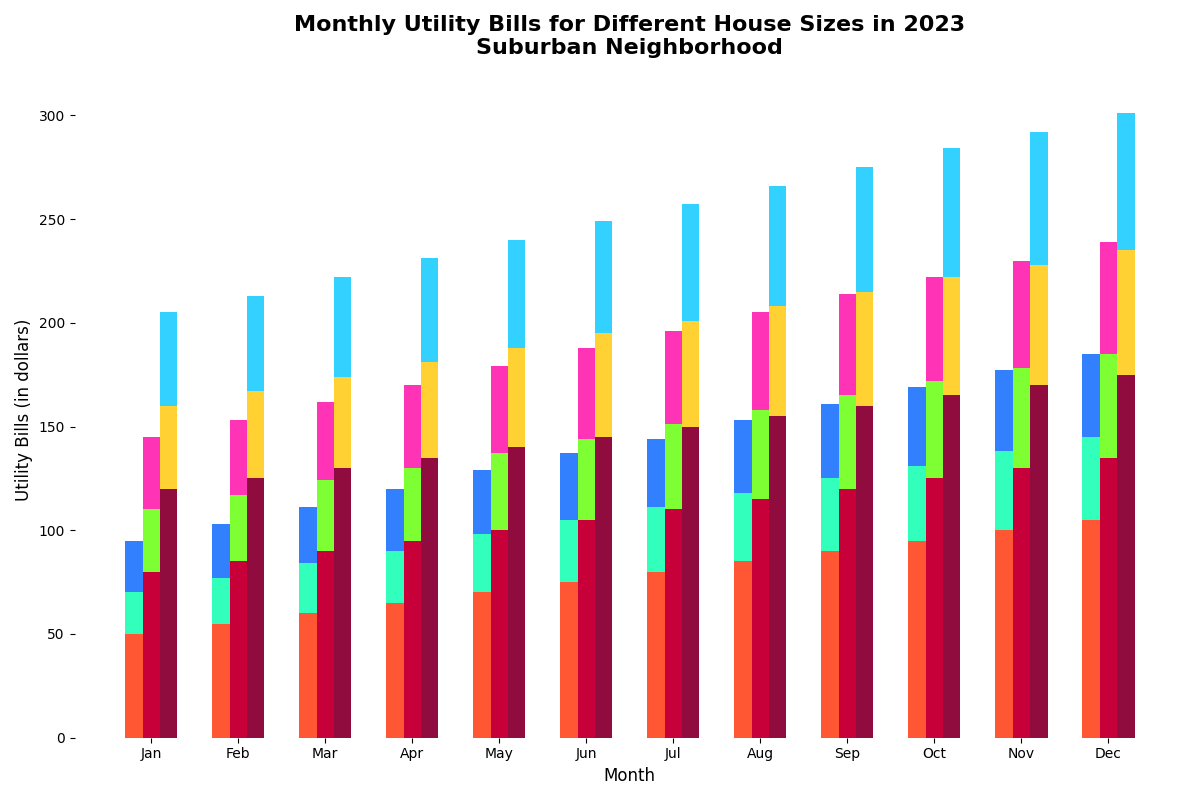 Monthly Utility Bills for Different House Sizes in 2023
Suburban Neighborhood
Utility Bills (in dollars)
300
250
200
150
100
50
0
Jan Feb Mar Apr May Jun Jul Aug Sep Oct Nov Dec
Month